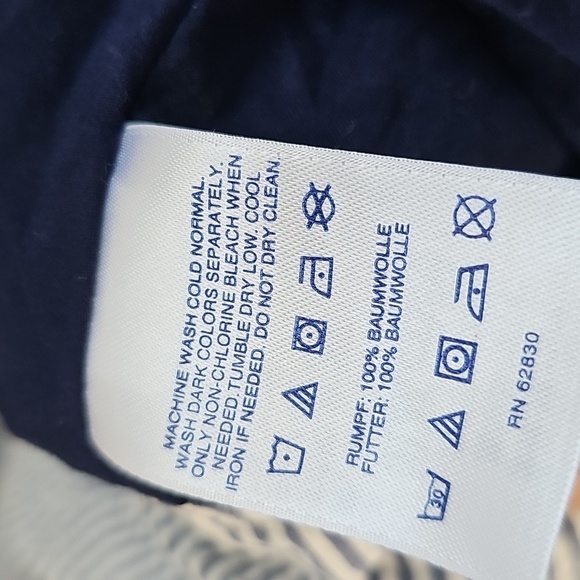 MACHINE WASH COLD NORMAL.
WASH DARK COLORS SEPARATELY.
ONLY NON-CHLORINE BLEACH WHEN
NEEDED.TUMBLE DRY LOW. COOL
IRON IF NEEDED. DO NOT DRY CLEAN.
RUMPF: 100% BAUMWOLLE
FUTTER: 100% BAUMWOLLE
30
RN 62830